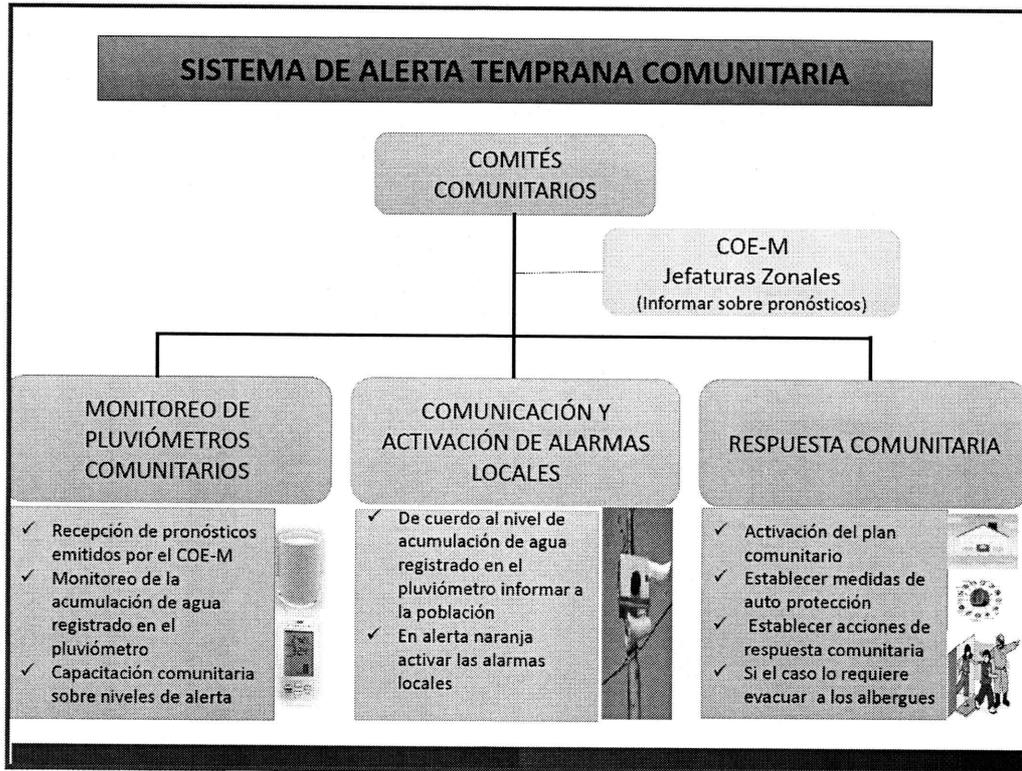 SISTEMA DE ALERTA TEMPRANA COMUNITARIA
COMITÉS
COMUNITARIOS
COE-M
Jefaturas Zonales
(Informar sobre pronósticos)
MONITOREO DE
PLUVIÓMETROS
COMUNITARIOS
✓ Recepción de pronósticos
emitidos por el COE-M
✓ Monitoreo de la
acumulación de agua
registrado en el
pluviómetro
✓ Capacitación comunitaria
sobre niveles de alerta
COMUNICACIÓN Y
ACTIVACIÓN DE ALARMAS
LOCALES
✓ De cuerdo al nivel de
acumulación de agua
registrado en el
pluviómetro informar a
la población
✓ En alerta naranja
activar las alarmas
locales
RESPUESTA COMUNITARIA
✓ Activación del plan
comunitario
✓ Establecer medidas de
auto protección
✓ Establecer acciones de
respuesta comunitaria
✓ Si el caso lo requiere
evacuar a los albergues